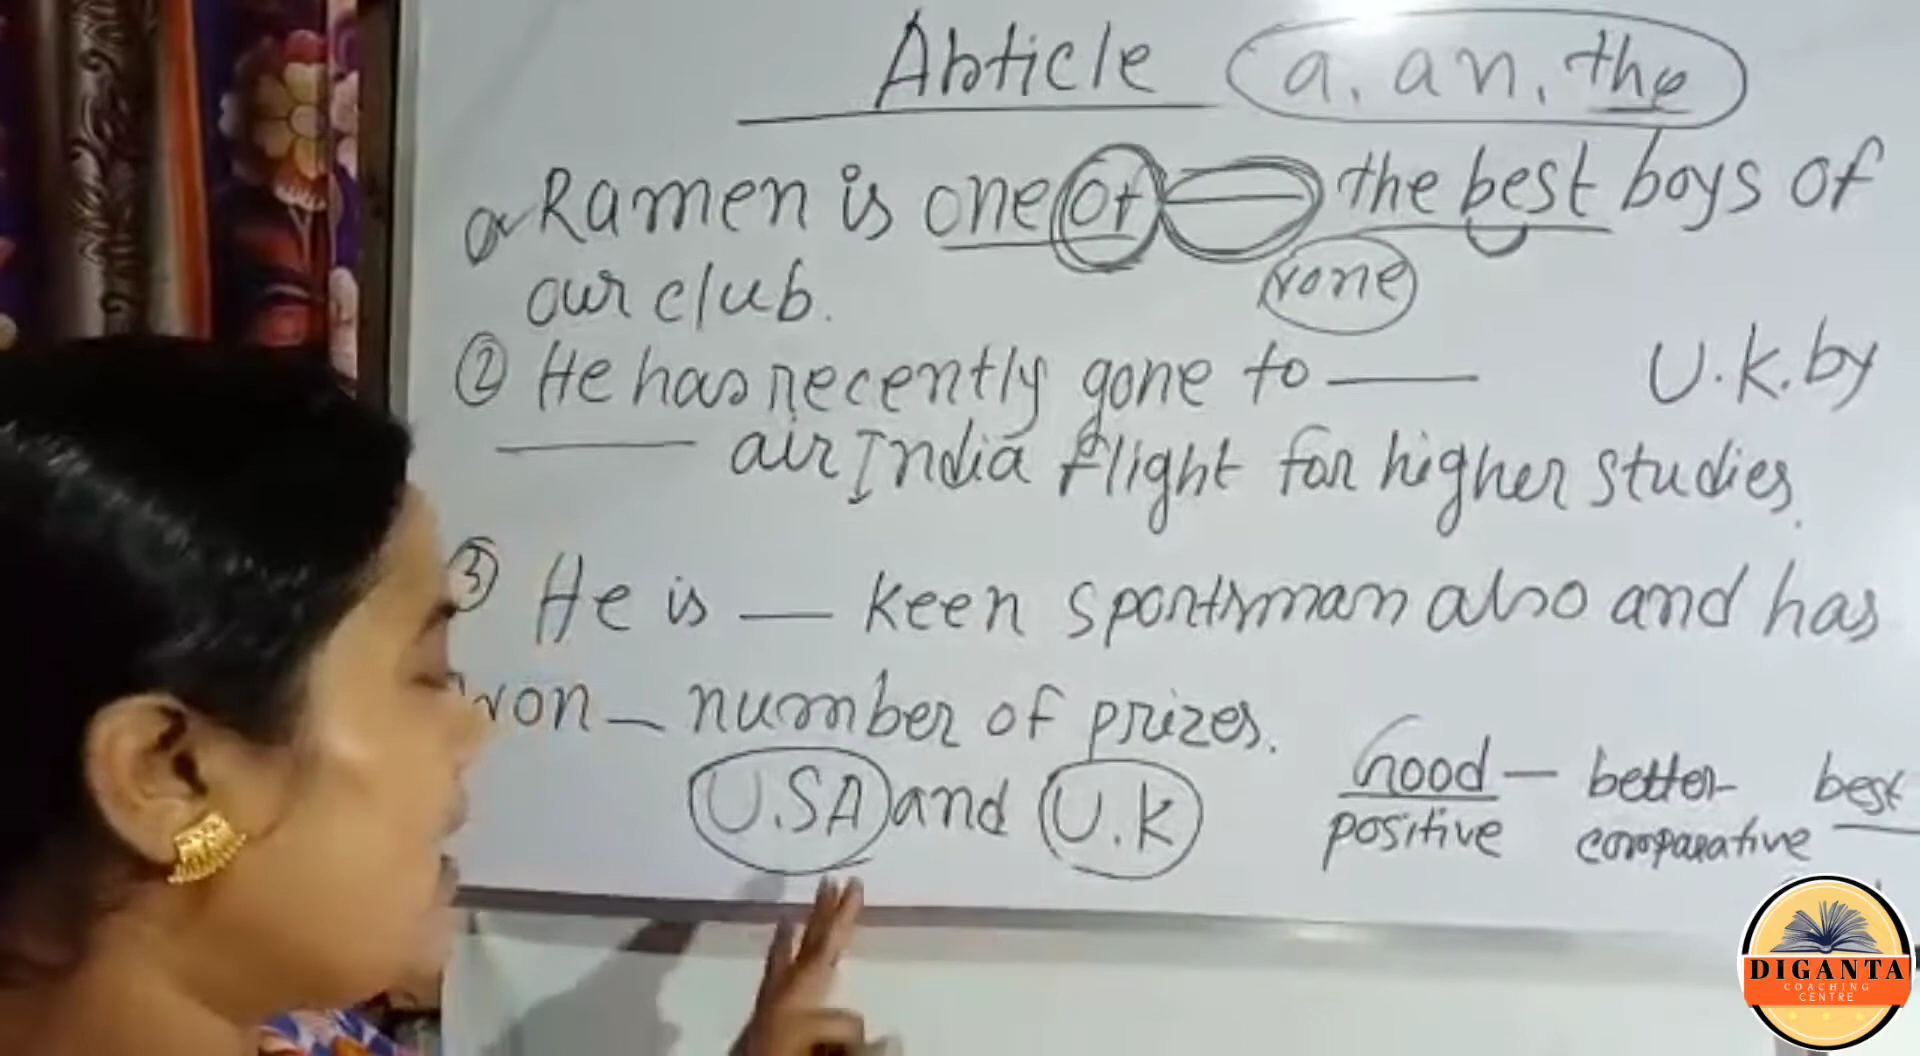 Article a, an, the
Ramen is one of — the best boys of
none
our club.
② He has recently gone to — U.K. by
— air India flight for higher studies.
③ He is — keen sportsman also and has
won — number of prizes.
U.S.A and U.K
Good — better best
positive comparative
DIGANTA
COACHING
CENTRE